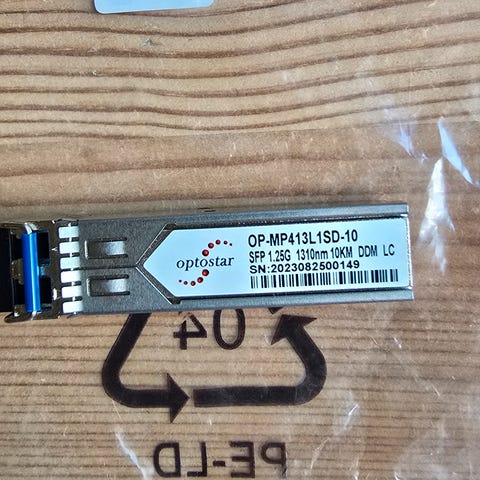 optostar
OP-MP413L1SD-10
SFP 1.25G 1310nm 10KM DDM LC
SN:2023082500149
04
PE-LD